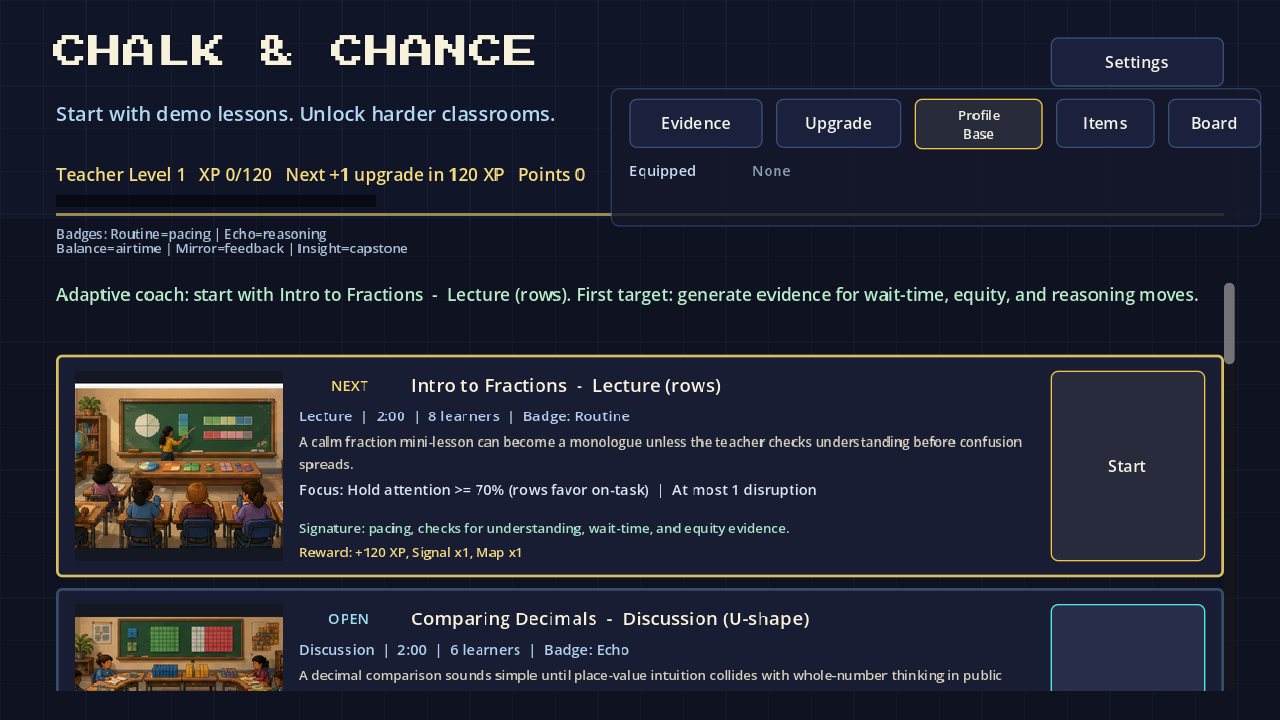 CHALK & CHANCE
Settings
Start with demo lessons. Unlock harder classrooms.
Evidence
Upgrade
Profile
Base
Items
Board
Teacher Level 1 XP 0/120 Next +1 upgrade in 120 XP Points 0
Equipped None
Badges: Routine=pacing | Echo=reasoning
Balance=airtime | Mirror=feedback | Insight=capstone
Adaptive coach: start with Intro to Fractions - Lecture (rows). First target: generate evidence for wait-time, equity, and reasoning moves.
NEXT Intro to Fractions - Lecture (rows)
Lecture | 2:00 | 8 learners | Badge: Routine
A calm fraction mini-lesson can become a monologue unless the teacher checks understanding before confusion
spreads.
Focus: Hold attention >= 70% (rows favor on-task) | At most 1 disruption
Signature: pacing, checks for understanding, wait-time, and equity evidence.
Reward: +120 XP, Signal x1, Map x1
Start
OPEN Comparing Decimals - Discussion (U-shape)
Discussion | 2:00 | 6 learners | Badge: Echo
A decimal comparison sounds simple until place-value intuition collides with whole-number thinking in public